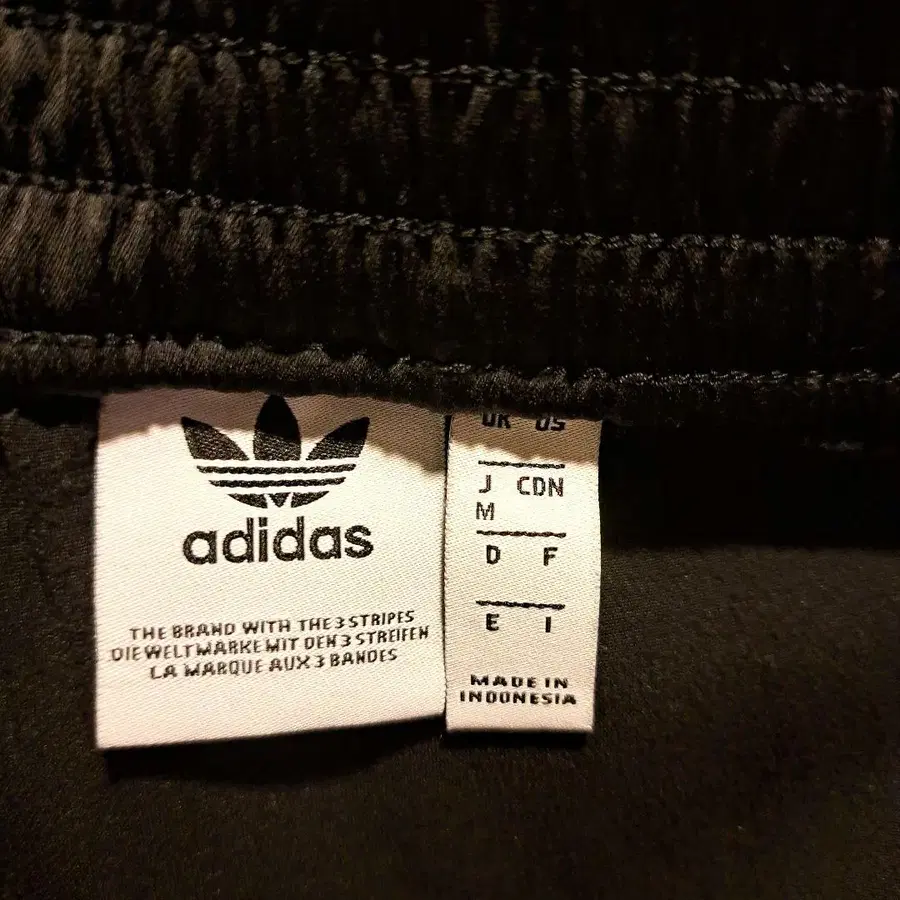 adidas
THE BRAND WITH THE 3 STRIPES
DIE WELTMARKE MIT DEN 3 STREIFEN
LA MARQUE AUX 3 BANDES
UK US
J CDN
M
D F
E I
MADE IN
INDONESIA